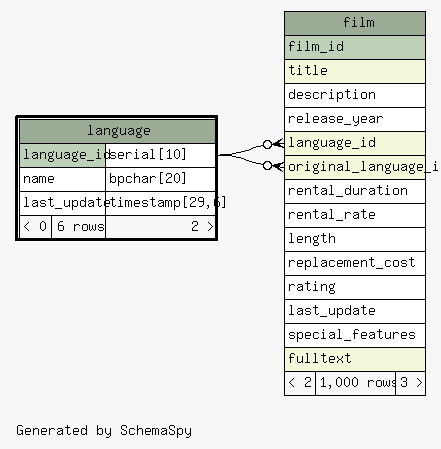 language
language_id serial[10]
name bpchar[20]
last_update timestamp[29,6]
< 0 6 rows 2 >
film
film_id
title
description
release_year
language_id
original_language_i
rental_duration
rental_rate
length
replacement_cost
rating
last_update
special_features
fulltext
< 2 1,000 rows 3 >
Generated by SchemaSpy